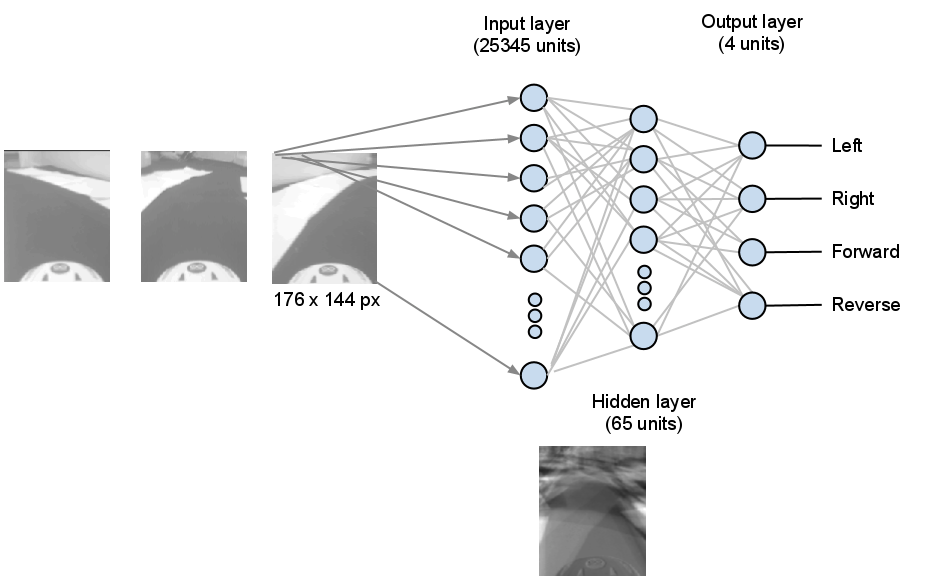 Input layer
(25345 units)
Output layer
(4 units)
Left
Right
Forward
Reverse
176 x 144 px
Hidden layer
(65 units)